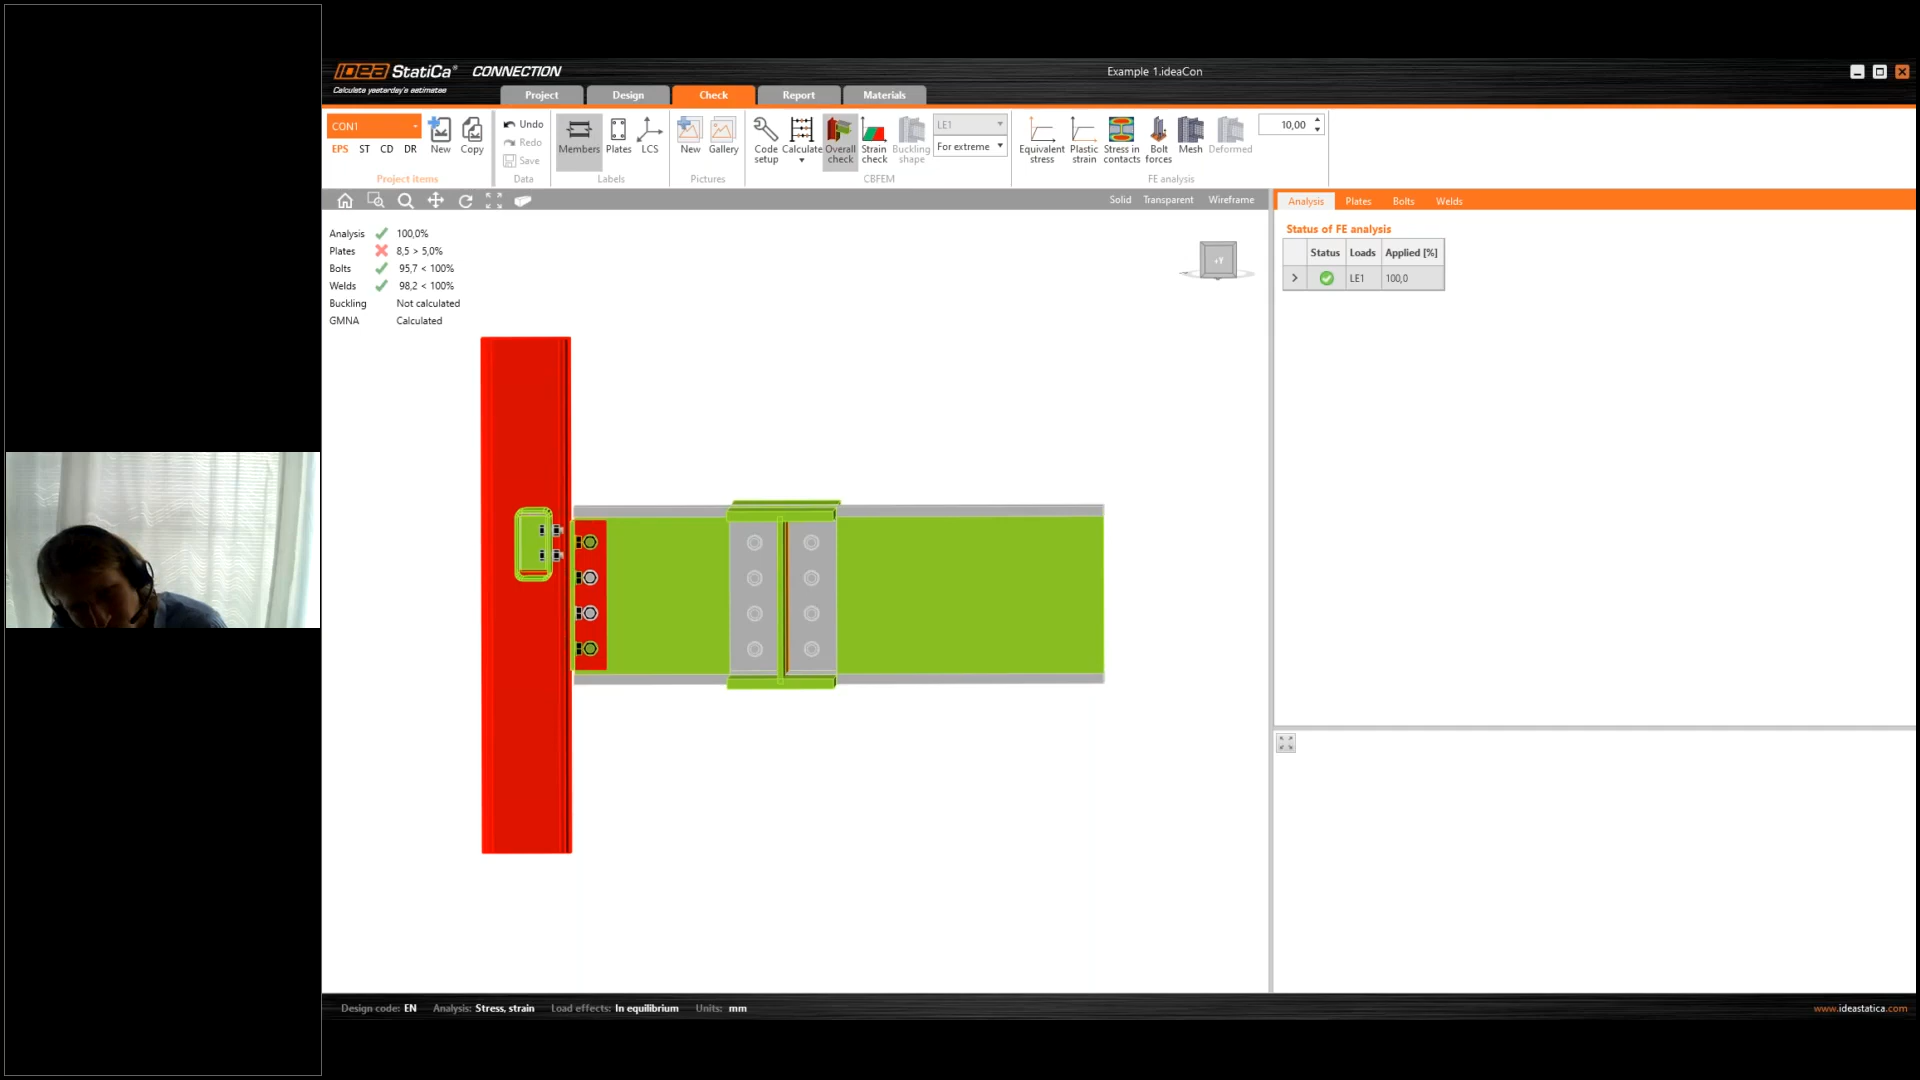 IDEA StatiCa® CONNECTION
Calculate yesterday's estimates
Example 1.ideaCon
Project Design Check Report Materials
CON1
EPS ST CD DR
New Copy
Project items
Undo
Redo
Save
Data
Members Plates LCS
Labels
New Gallery
Pictures
Code setup
Calculate
Overall check
Strain check
Buckling shape
LE1
For extreme
CBFEM
Equivalent stress
Plastic strain
Stress in contacts
Bolt forces
Mesh
Deformed
10,00
FE analysis
Solid Transparent Wireframe
Analysis 100,0%
Plates 8,5 > 5,0%
Bolts 95,7 < 100%
Welds 98,2 < 100%
Buckling Not calculated
GMNA Calculated
+Y
Analysis Plates Bolts Welds
Status of FE analysis
Status Loads Applied [%]
LE1 100,0
Design code: EN Analysis: Stress, strain Load effects: In equilibrium Units: mm
www.ideastatica.com